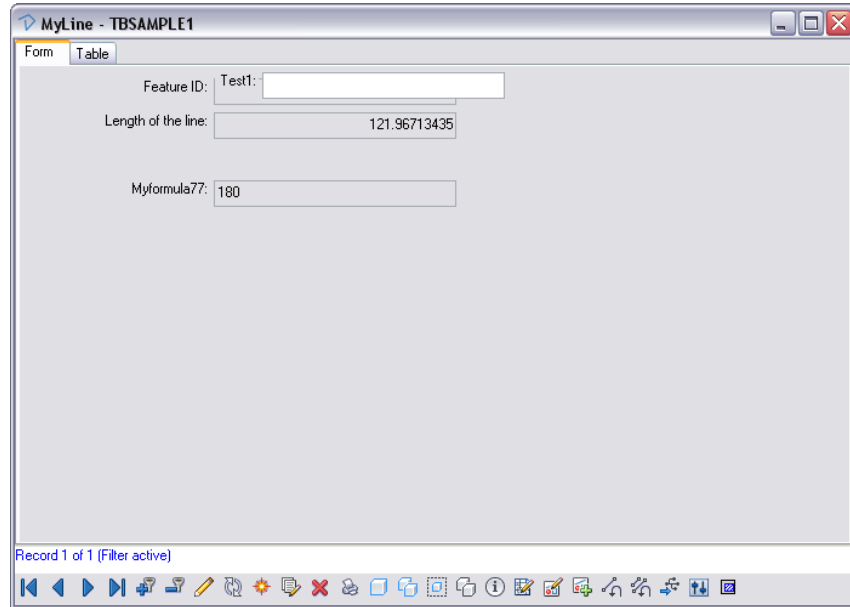 MyLine - TBSAMPLE1
Form Table
Feature ID: Test1:
Length of the line: 121.96713435
Myformula77: 180
Record 1 of 1 (Filter active)